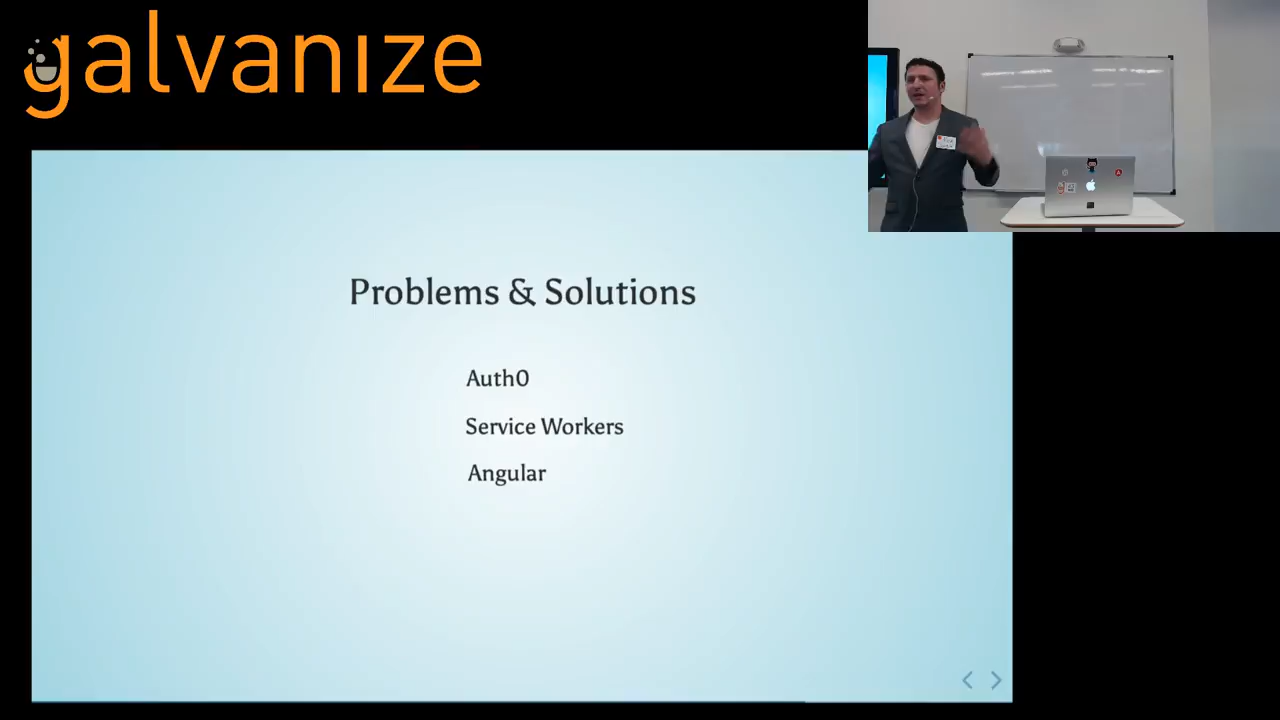 galvanize
Problems & Solutions
Auth0
Service Workers
Angular